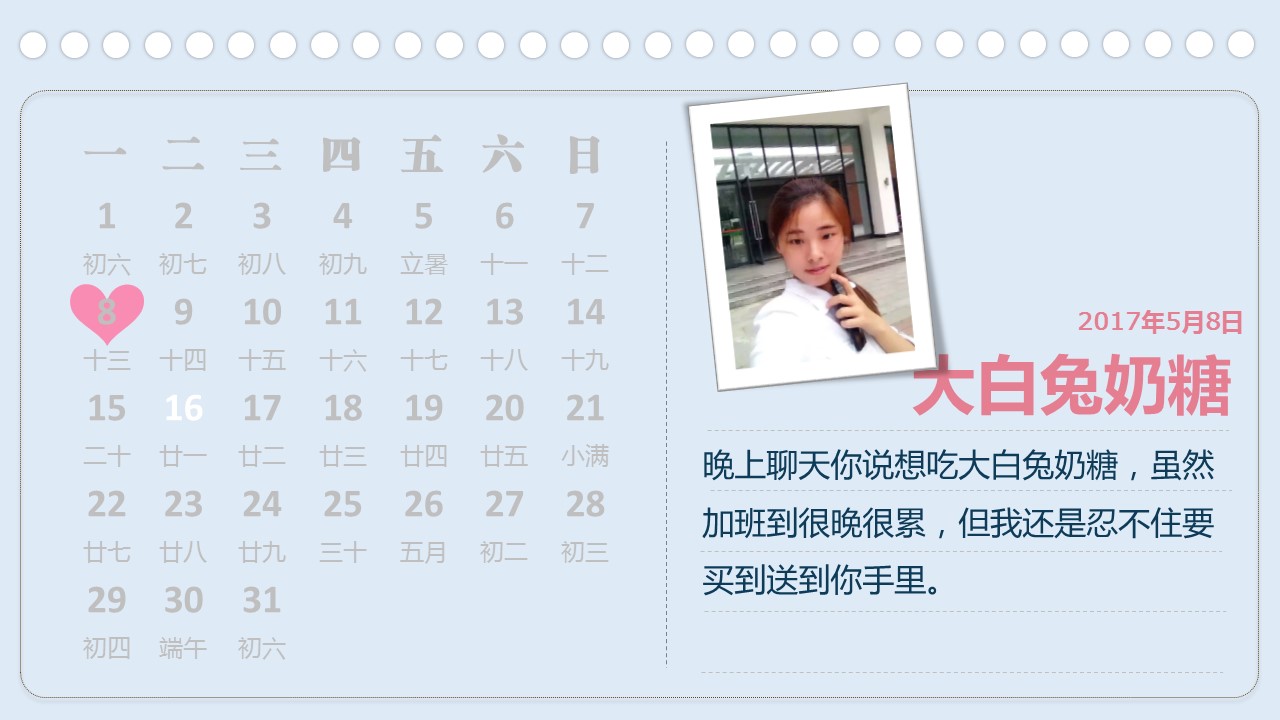 一 二 三 四 五 六 日
1 2 3 4 5 6 7
初六 初七 初八 初九 立暑 十一 十二
8 9 10 11 12 13 14
十三 十四 十五 十六 十七 十八 十九
15 16 17 18 19 20 21
二十 廿一 廿二 廿三 廿四 廿五 小满
22 23 24 25 26 27 28
廿七 廿八 廿九 三十 五月 初二 初三
29 30 31
初四 端午 初六
2017年5月8日
大白兔奶糖
晚上聊天你说想吃大白兔奶糖，虽然
加班到很晚很累，但我还是忍不住要
买到送到你手里。